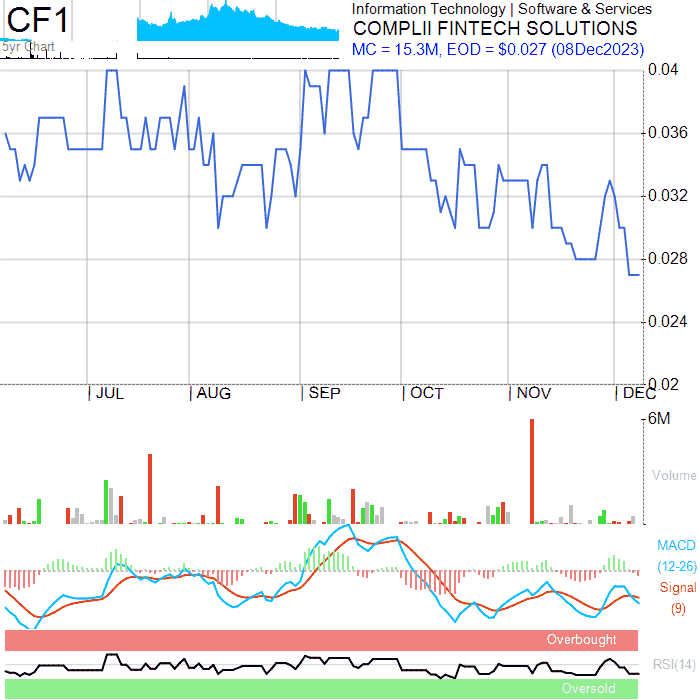 CF1
Information Technology | Software & Services
COMPLII FINTECH SOLUTIONS
MC = 15.3M, EOD = $0.027 (08Dec2023)
5yr Chart
0.04
0.036
0.032
0.028
0.024
0.02
JUL AUG SEP OCT NOV DEC
6M
Volume
MACD
(12-26)
Signal
(9)
Overbought
RSI(14)
Oversold